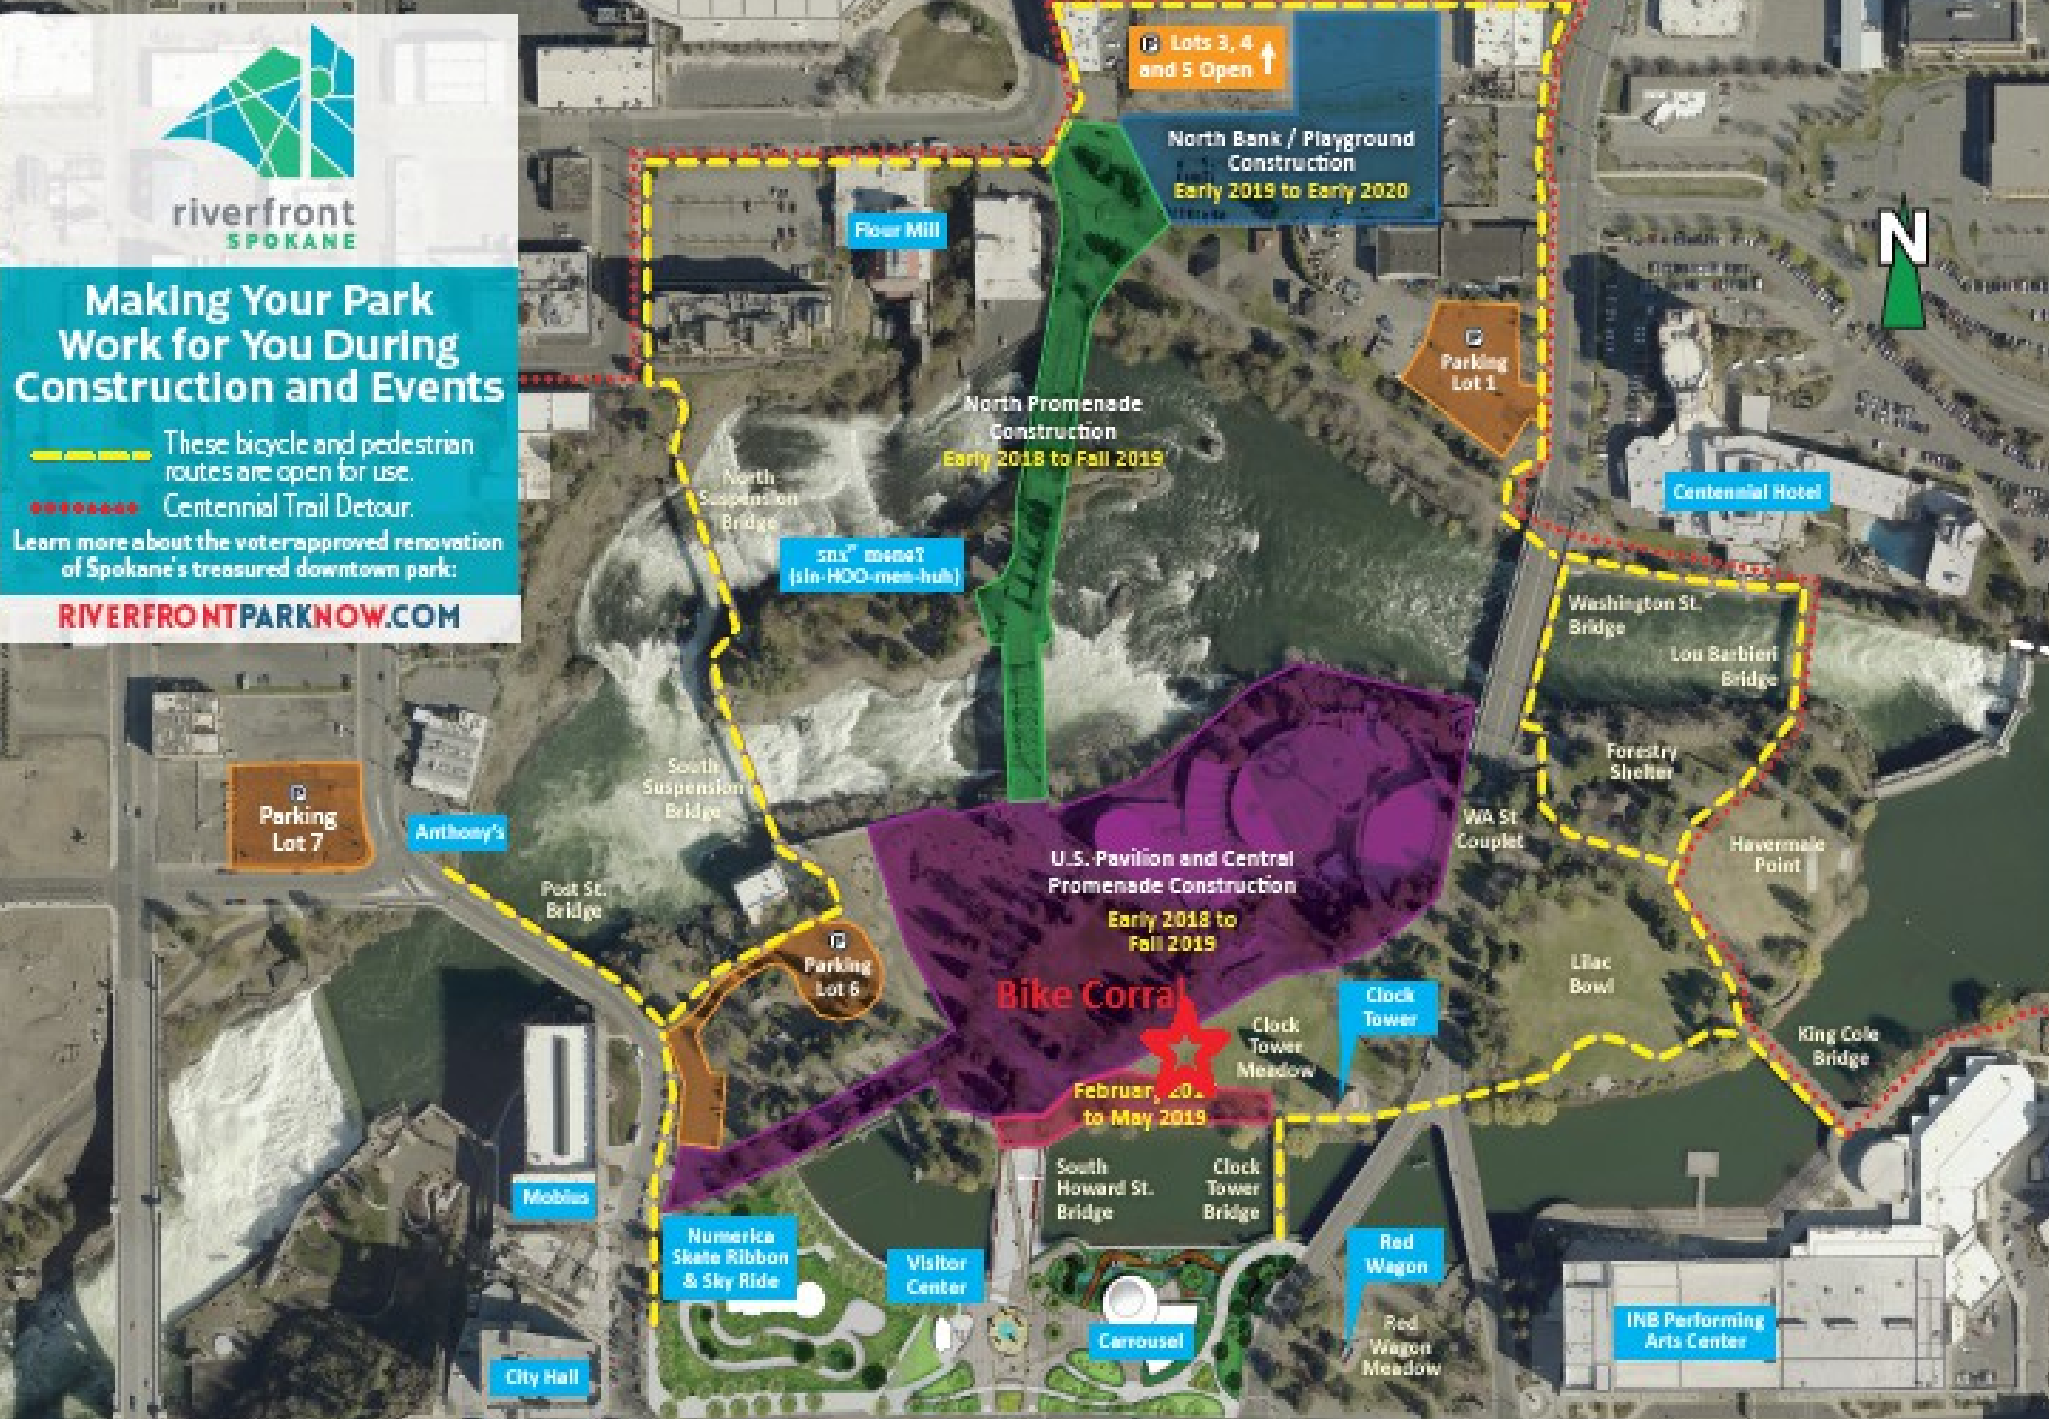 riverfront
SPOKANE
Making Your Park
Work for You During
Construction and Events
These bicycle and pedestrian
routes are open for use.
Centennial Trail Detour.
Learn more about the voter-approved renovation
of Spokane's treasured downtown park:
RIVERFRONTPARKNOW.COM
P Lots 3, 4
and 5 Open
North Bank / Playground
Construction
Early 2019 to Early 2020
N
Flour Mill
P
Parking
Lot 1
North Promenade
Construction
Early 2018 to Fall 2019
Centennial Hotel
North
Suspension
Bridge
(sin-HOO-men-huh)
Washington St.
Bridge
Lou Barbieri
Bridge
Forestry
Shelter
South
Suspension
Bridge
P
Parking
Lot 7
Anthony's
WA St
Couplet
Havermale
Point
U.S. Pavilion and Central
Promenade Construction
Early 2018 to
Fall 2019
Post St.
Bridge
P
Parking
Lot 6
Bike Corral
Lilac
Bowl
Clock
Tower
Clock
Tower
Meadow
King Cole
Bridge
February
to May 2019
South
Howard St.
Bridge
Clock
Tower
Bridge
Mobius
Numerica
Skate Ribbon
& Sky Ride
Visitor
Center
Red
Wagon
Carrousel
Red
Wagon
Meadow
INB Performing
Arts Center
City Hall